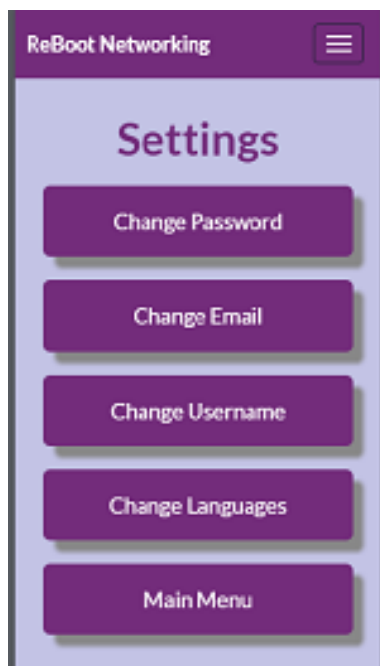 ReBoot Networking
Settings
Change Password
Change Email
Change Username
Change Languages
Main Menu